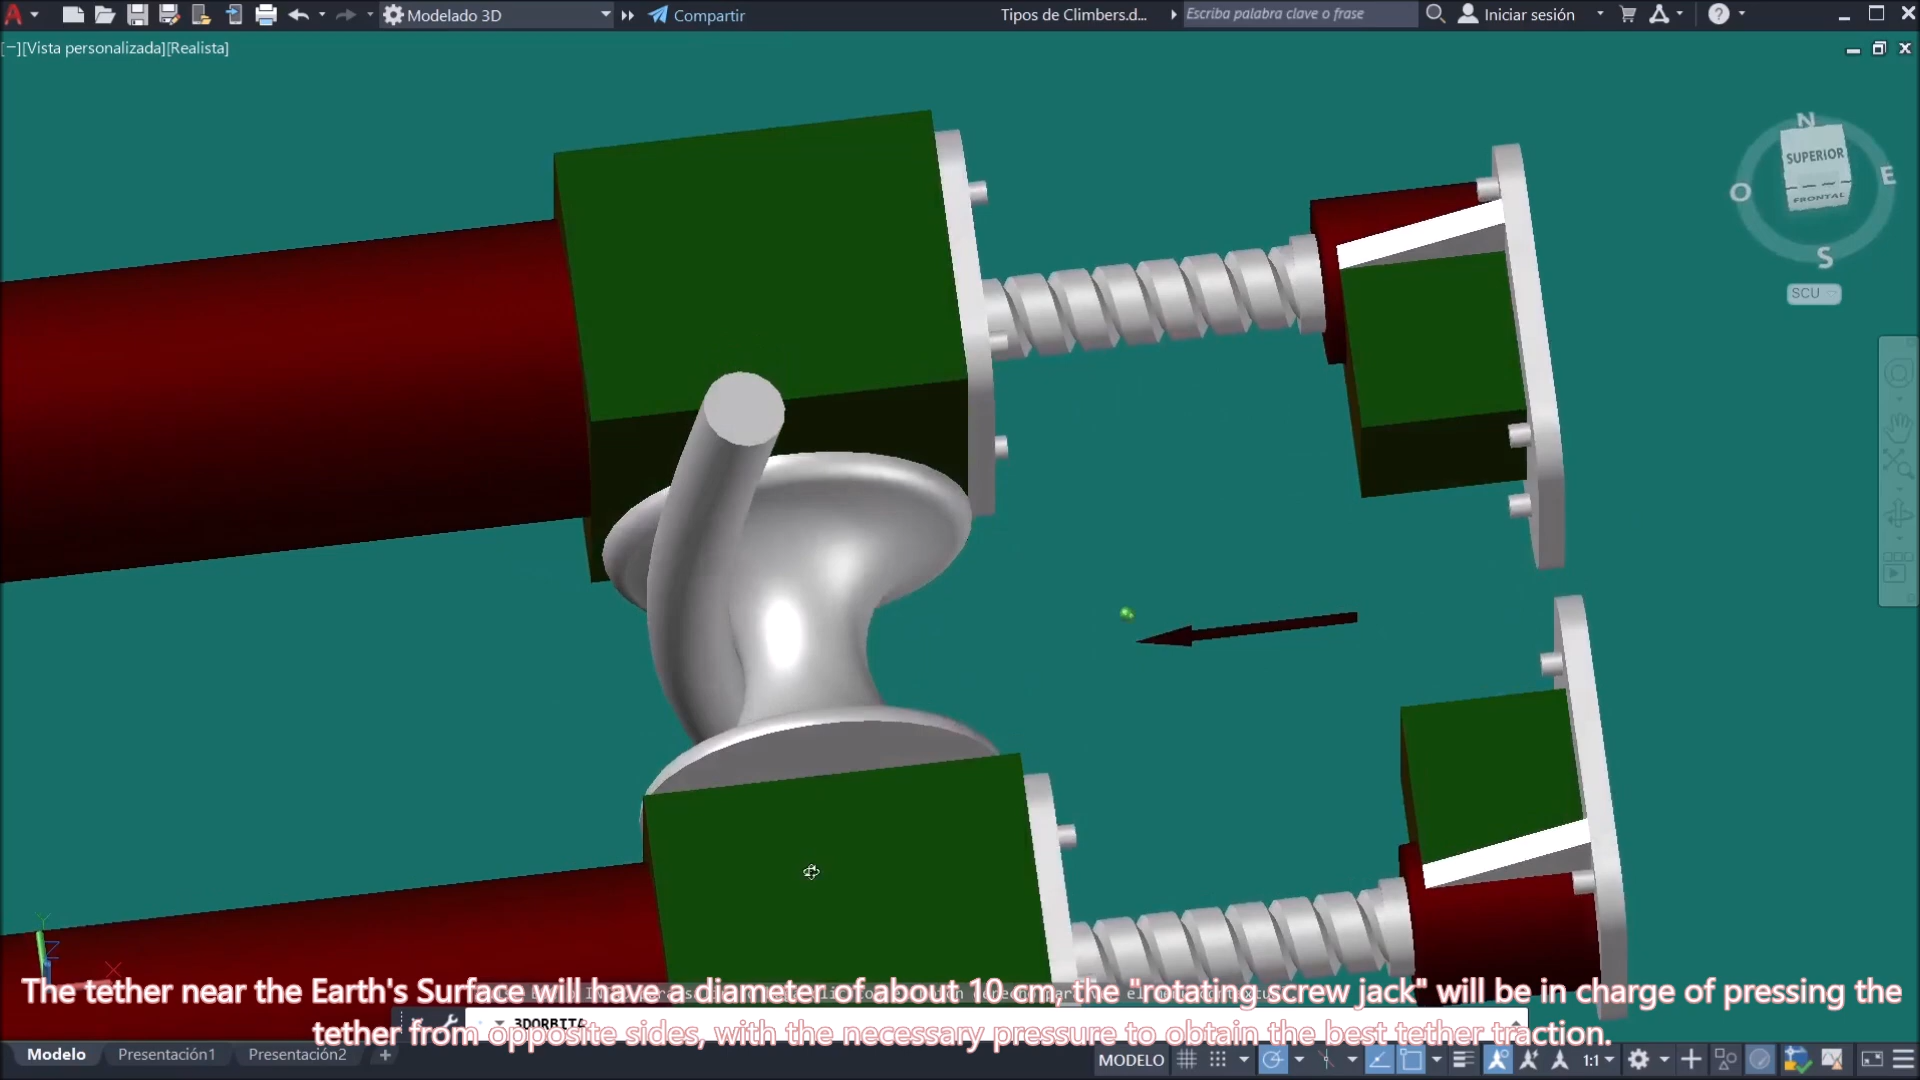 Modelado 3D
Compartir
Tipos de Climbers.d...
Escriba palabra clave o frase
Iniciar sesión
[−][Vista personalizada][Realista]
N
SUPERIOR
E
O
FRONTAL
S
SCU
Y
Z
X
The tether near the Earth's Surface will have a diameter of about 10 cm, the "rotating screw jack" will be in charge of pressing the
tether from opposite sides, with the necessary pressure to obtain the best tether traction.
3DORBITA
Modelo
Presentación1
Presentación2
MODELO
1:1